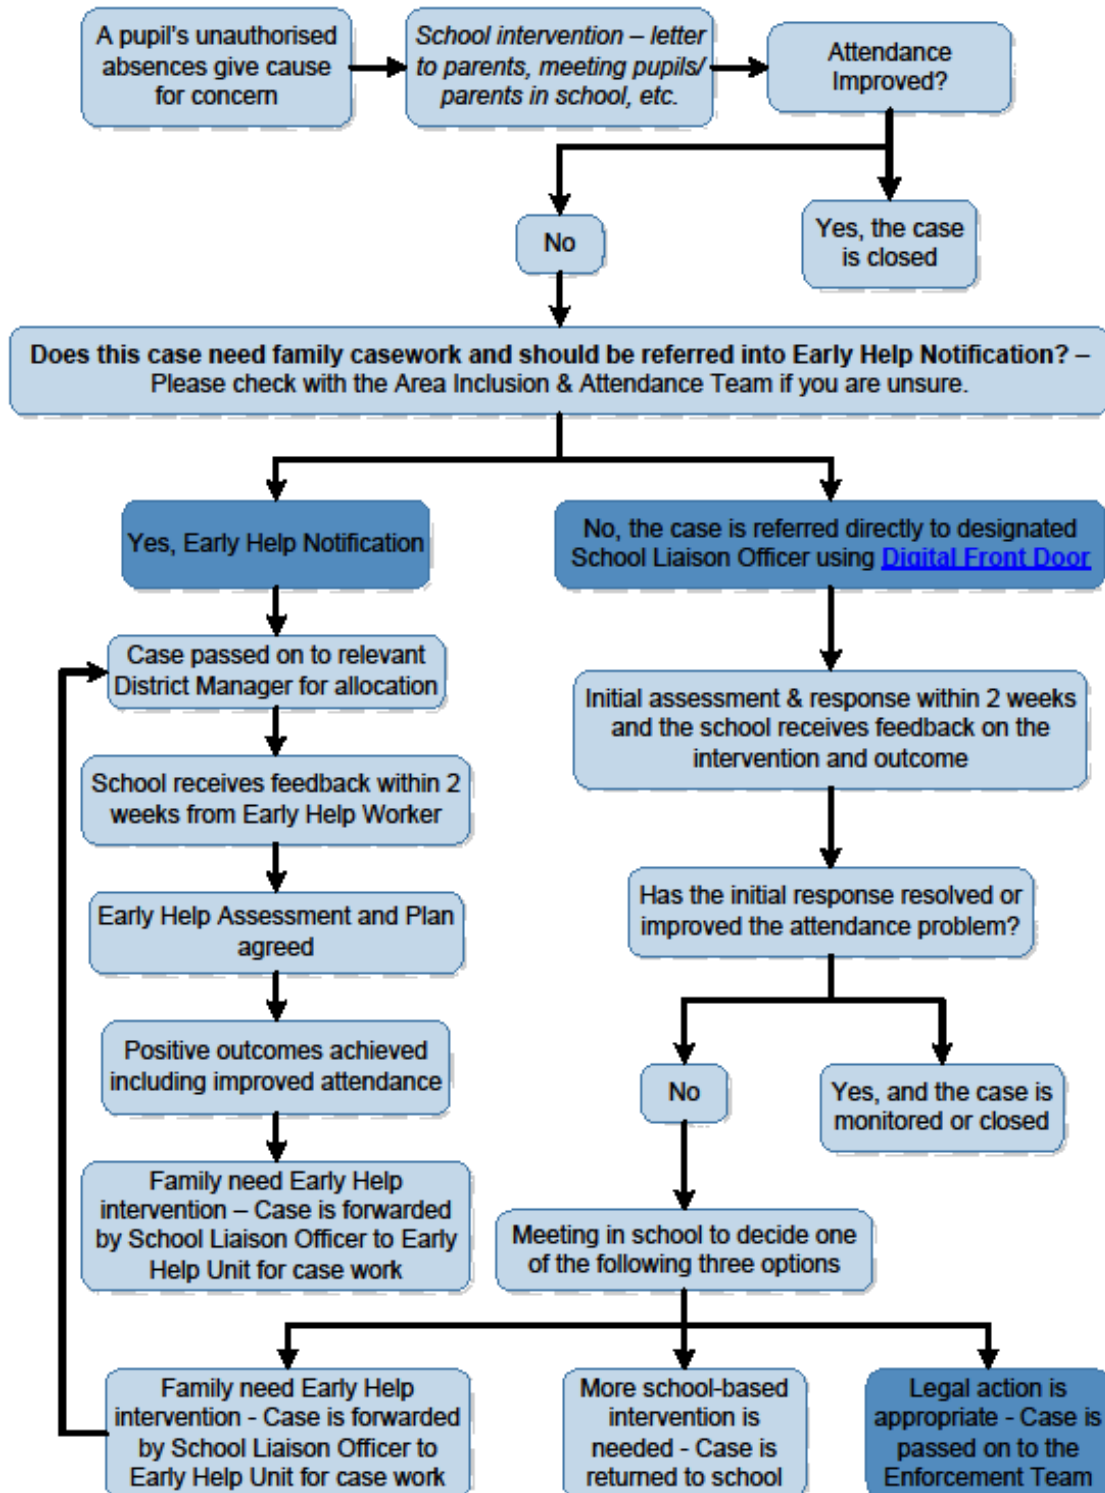 A pupil's unauthorised
absences give cause
for concern
School intervention – letter
to parents, meeting pupils/
parents in school, etc.
Attendance
Improved?
No
Yes, the case
is closed
Does this case need family casework and should be referred into Early Help Notification? –
Please check with the Area Inclusion & Attendance Team if you are unsure.
Yes, Early Help Notification
No, the case is referred directly to designated
School Liaison Officer using Digital Front Door
Case passed on to relevant
District Manager for allocation
School receives feedback within 2
weeks from Early Help Worker
Early Help Assessment and Plan
agreed
Positive outcomes achieved
including improved attendance
Family need Early Help
intervention – Case is forwarded
by School Liaison Officer to Early
Help Unit for case work
Initial assessment & response within 2 weeks
and the school receives feedback on the
intervention and outcome
Has the initial response resolved or
improved the attendance problem?
No
Yes, and the case is
monitored or closed
Meeting in school to decide one
of the following three options
Family need Early Help
intervention - Case is forwarded
by School Liaison Officer to
Early Help Unit for case work
More school-based
intervention is
needed - Case is
returned to school
Legal action is
appropriate - Case is
passed on to the
Enforcement Team